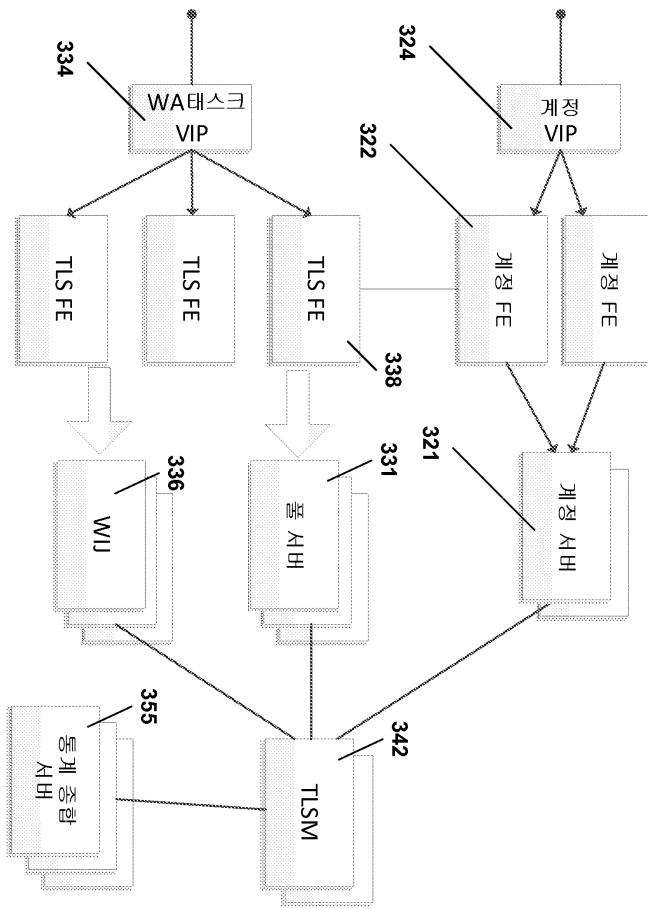 334
WA태스크
VIP
324
계정
VIP
322
TLS FE
TLS FE
TLS FE
계정 FE
계정 FE
338
336
WIJ
331
풀 서버
321
계정 서버
355
통계 종합
서버
342
TLSM